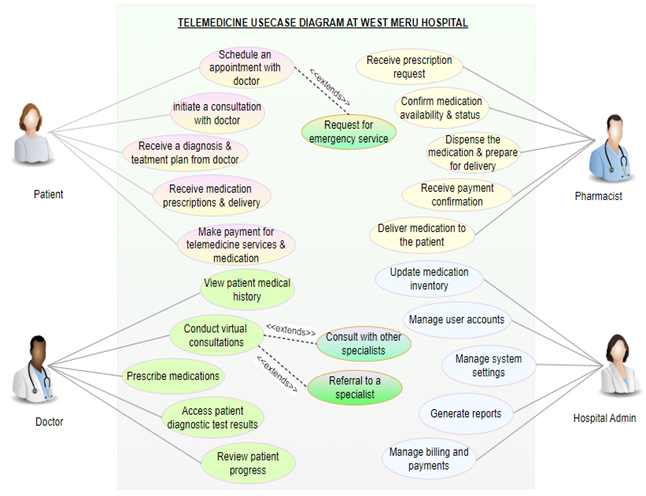 TELEMEDICINE USECASE DIAGRAM AT WEST MERU HOSPITAL
Schedule an
appointment with
doctor
<<extends>>
Request for
emergency service
initiate a consultation
with doctor
Receive a diagnosis &
teatment plan from doctor
Receive medication
prescriptions & delivery
Make payment for
telemedicine services &
medication
Patient
Receive prescription
request
Confirm medication
availability & status
Dispense the
medication & prepare
for delivery
Receive payment
confirmation
Deliver medication to
the patient
Pharmacist
View patient medical
history
Conduct virtual
consultations
<<extends>>
Consult with other
specialists
<<extends>>
Referral to a
specialist
Prescribe medications
Access patient
diagnostic test results
Review patient
progress
Doctor
Update medication
inventory
Manage user accounts
Manage system
settings
Generate reports
Manage billing and
payments
Hospital Admin